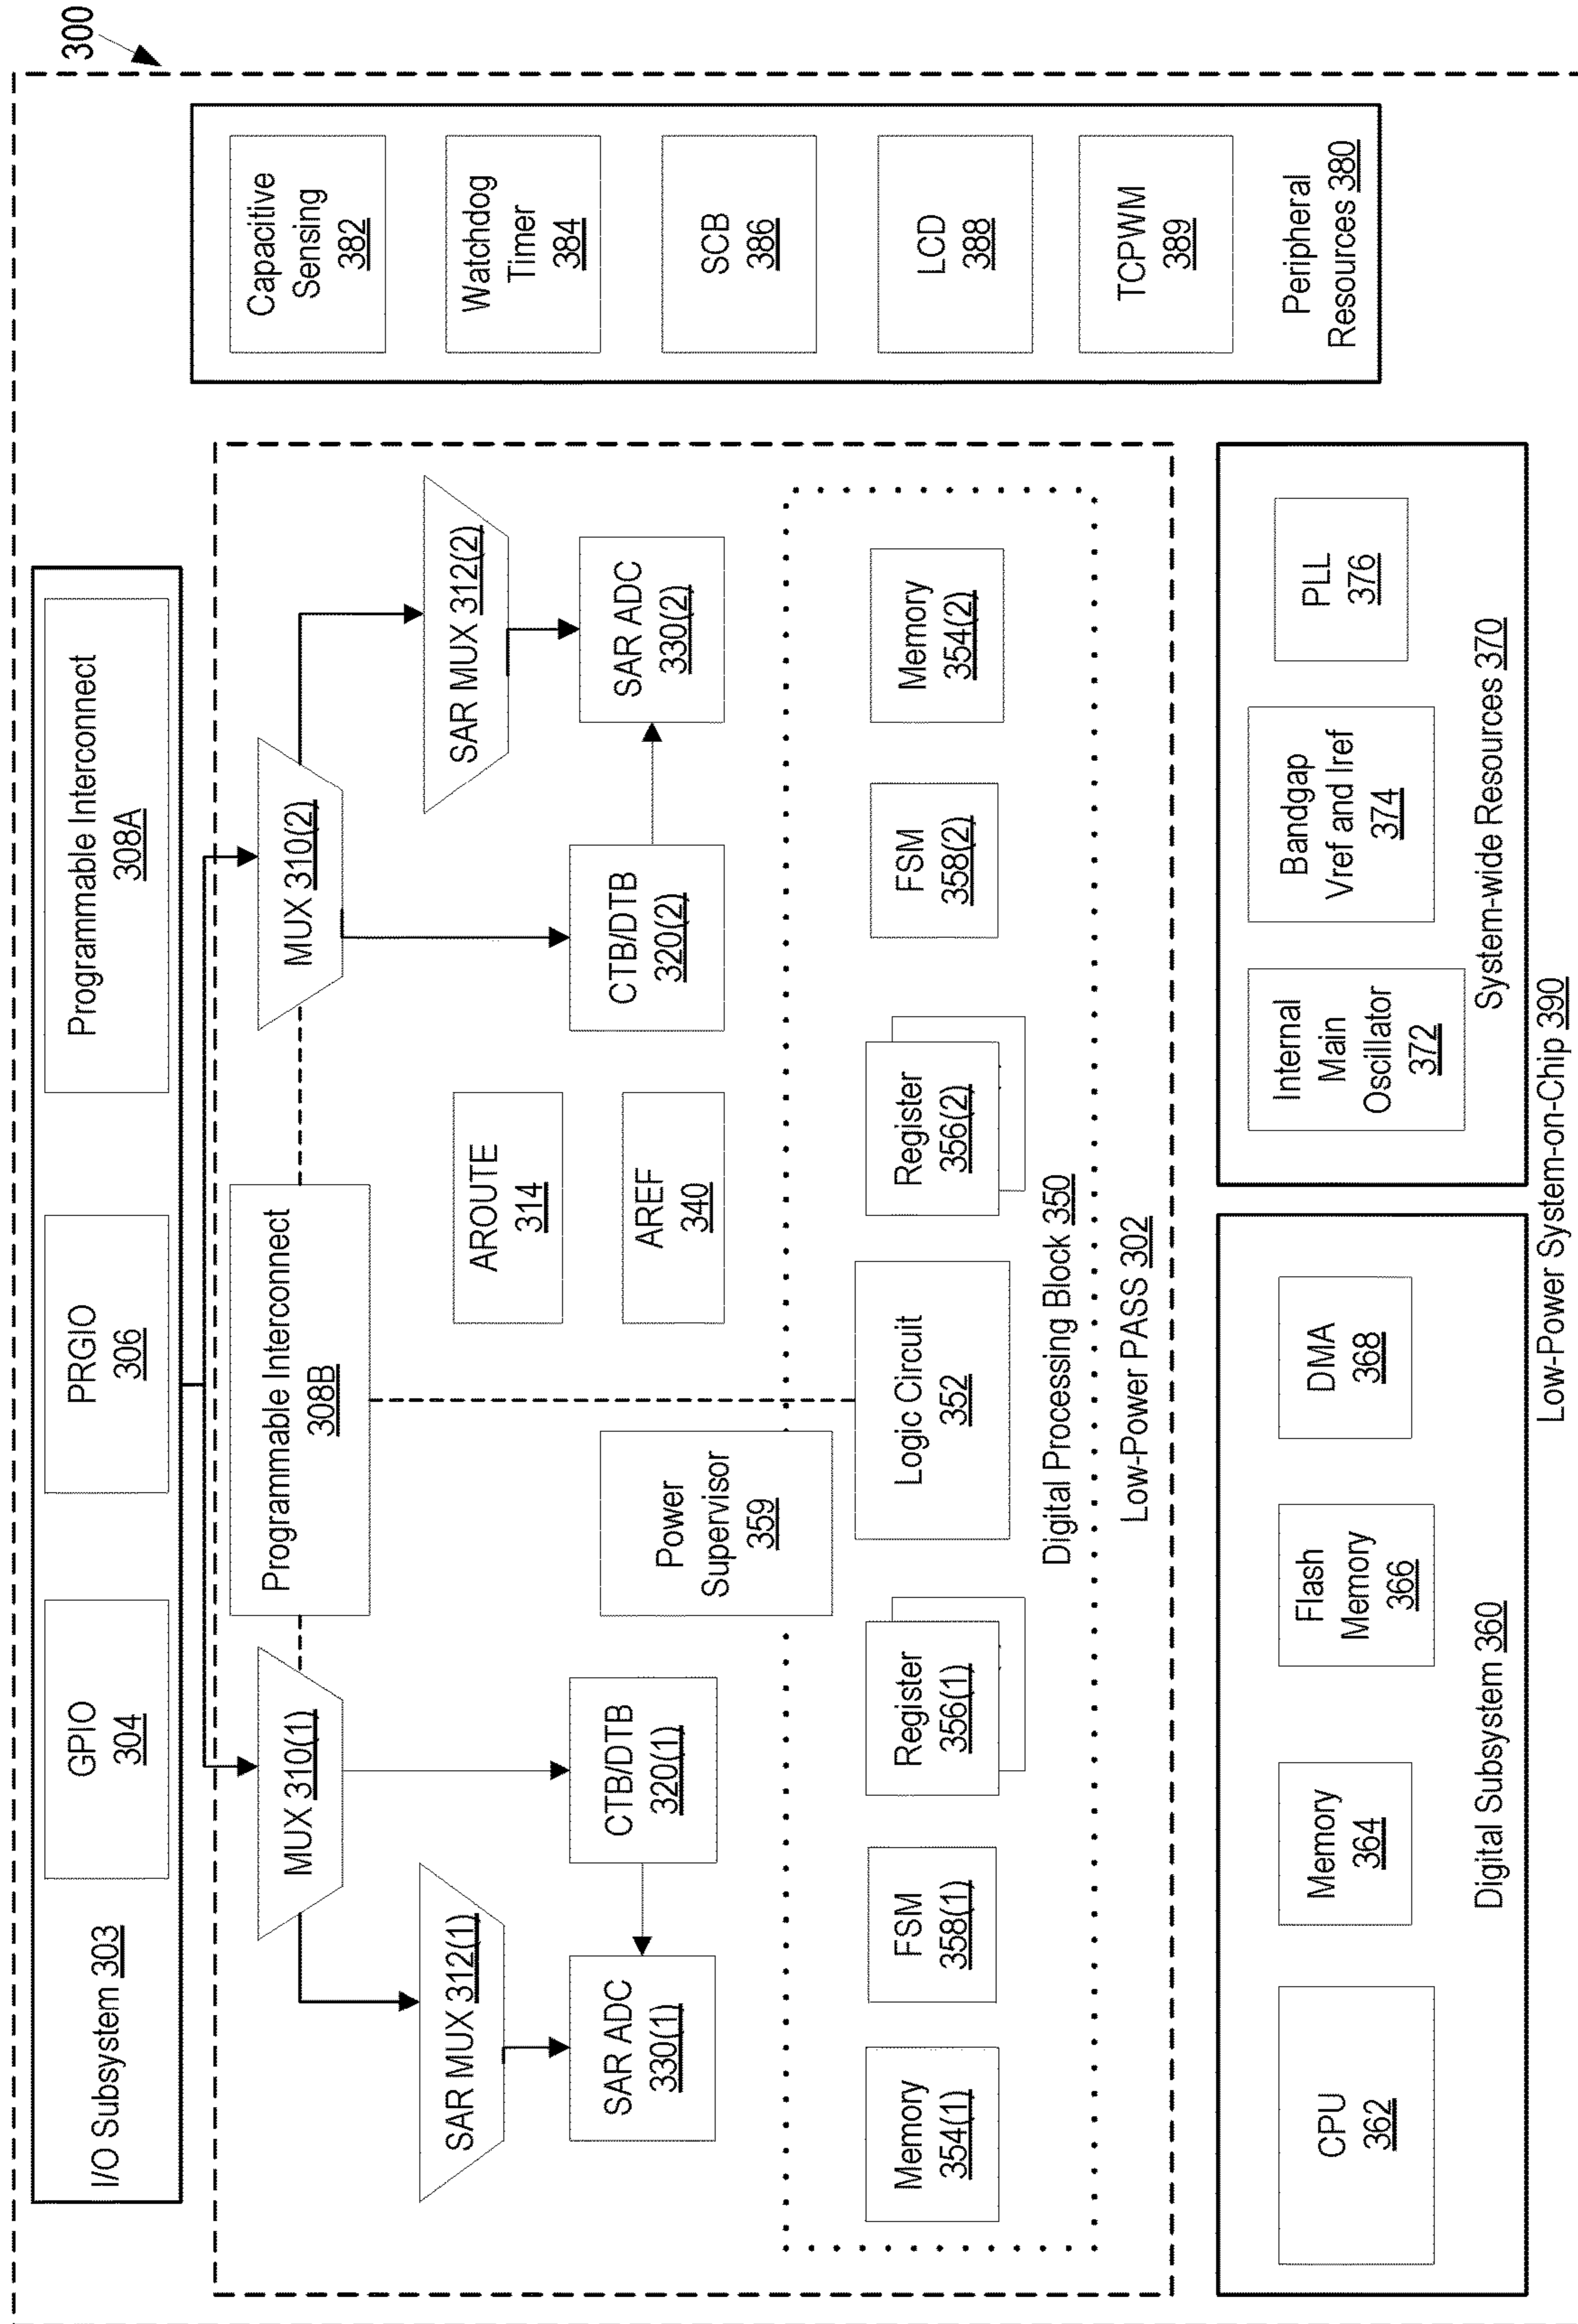 300
I/O Subsystem 303
GPIO
304
PRGIO
306
Programmable Interconnect
308A
MUX 310(1)
Programmable Interconnect
308B
MUX 310(2)
SAR MUX 312(1)
SAR MUX 312(2)
AROUTE
314
SAR ADC
330(1)
CTB/DTB
320(1)
Power
Supervisor
359
AREF
340
CTB/DTB
320(2)
SAR ADC
330(2)
Memory
354(1)
FSM
358(1)
Register
356(1)
Logic Circuit
352
Register
356(2)
FSM
358(2)
Memory
354(2)
Digital Processing Block 350
Low-Power PASS 302
Capacitive
Sensing
382
Watchdog
Timer
384
SCB
386
LCD
388
TCPWM
389
Peripheral
Resources 380
CPU
362
Memory
364
Flash
Memory
366
DMA
368
Digital Subsystem 360
Internal
Main
Oscillator
372
Bandgap
Vref and Iref
374
PLL
376
System-wide Resources 370
Low-Power System-on-Chip 390